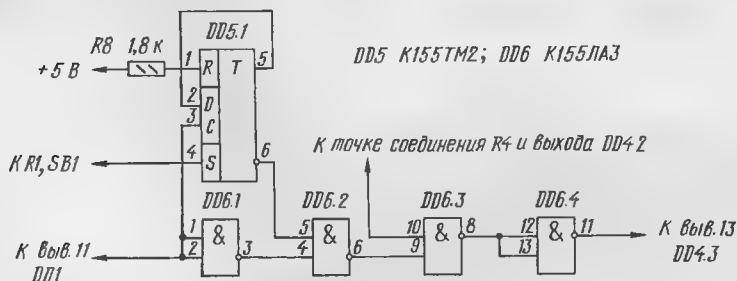 DD5.1
R8 1,8 к
+5 В
1 R T 5
2 D
3 C
4 S
6
DD5 К155ТМ2; DD6 К155ЛА3
К R1, SB1
К точке соединения R4 и выхода DD4.2
DD6.1
DD6.2
DD6.3
DD6.4
1 & 3
2
5 & 6
4
10 & 8
9
12 & 11
13
К выв. 11
DD1
К выв. 13
DD4.3